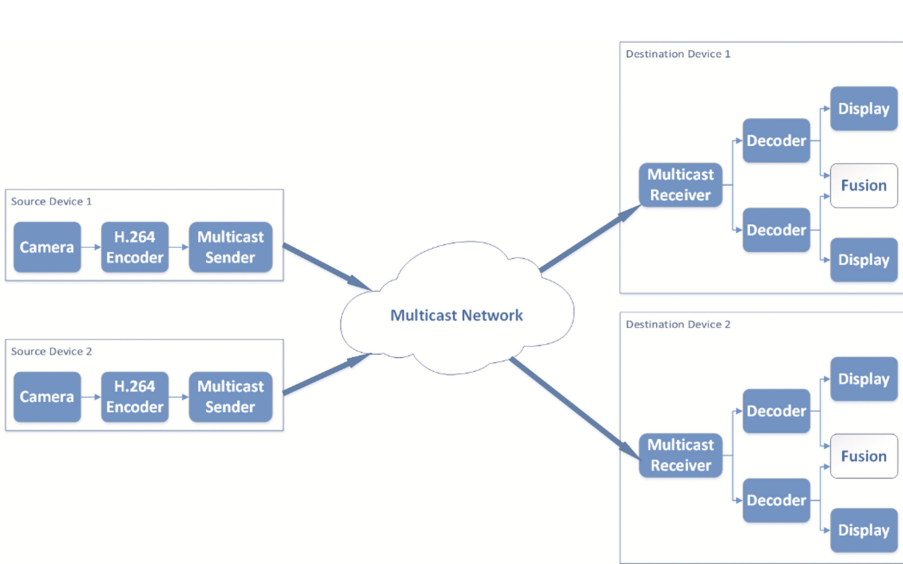 Source Device 1
Camera
H.264
Encoder
Multicast
Sender
Source Device 2
Camera
H.264
Encoder
Multicast
Sender
Multicast Network
Destination Device 1
Multicast
Receiver
Decoder
Decoder
Display
Fusion
Display
Destination Device 2
Multicast
Receiver
Decoder
Decoder
Display
Fusion
Display